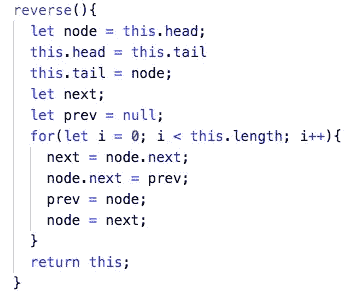 reverse(){
let node = this.head;
this.head = this.tail
this.tail = node;
let next;
let prev = null;
for(let i = 0; i < this.length; i++){
next = node.next;
node.next = prev;
prev = node;
node = next;
}
return this;
}